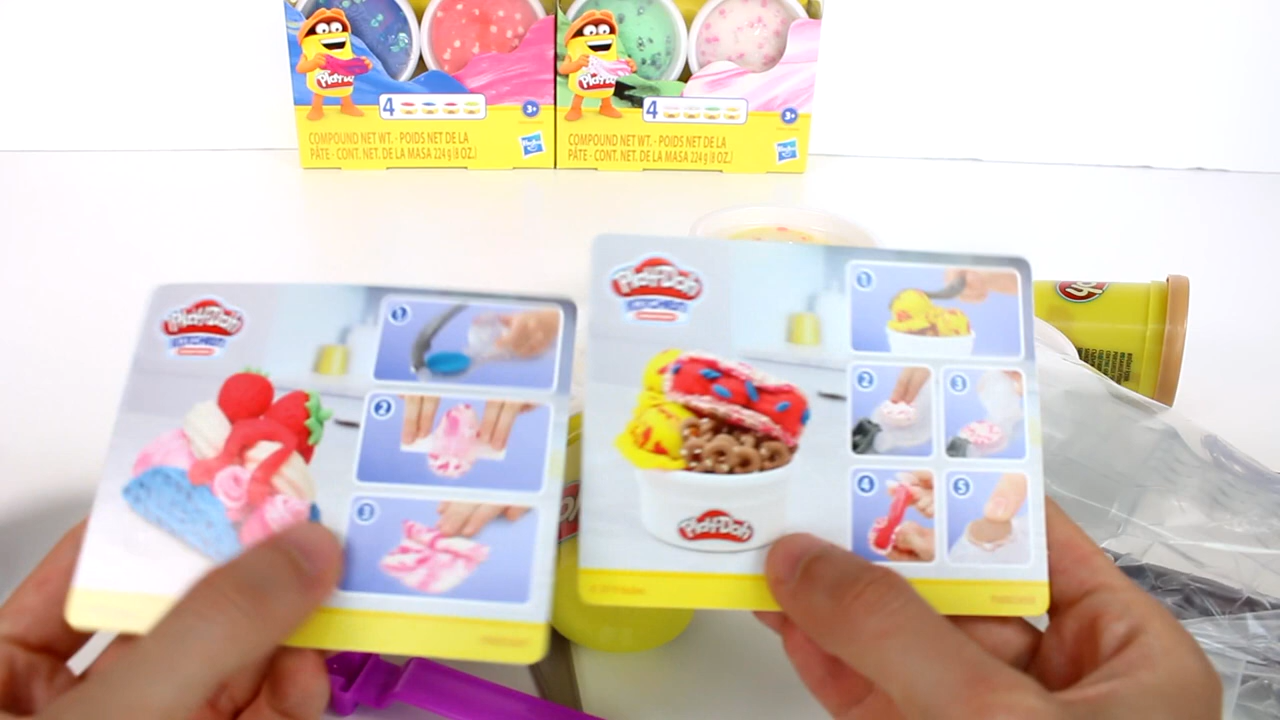 Play-Doh
4
3+
COMPOUND NET WT. - POIDS NET DE LA
PÂTE - CONT. NET. DE LA MASA 224 g (8 OZ.)
Hasbro
Play-Doh
4
3+
COMPOUND NET WT. - POIDS NET DE LA
PÂTE - CONT. NET. DE LA MASA 224 g (8 OZ.)
Hasbro
Play-Doh
KITCHEN
1
2
3
Play-Doh
KITCHEN
1
2
3
4
5
Play-Doh